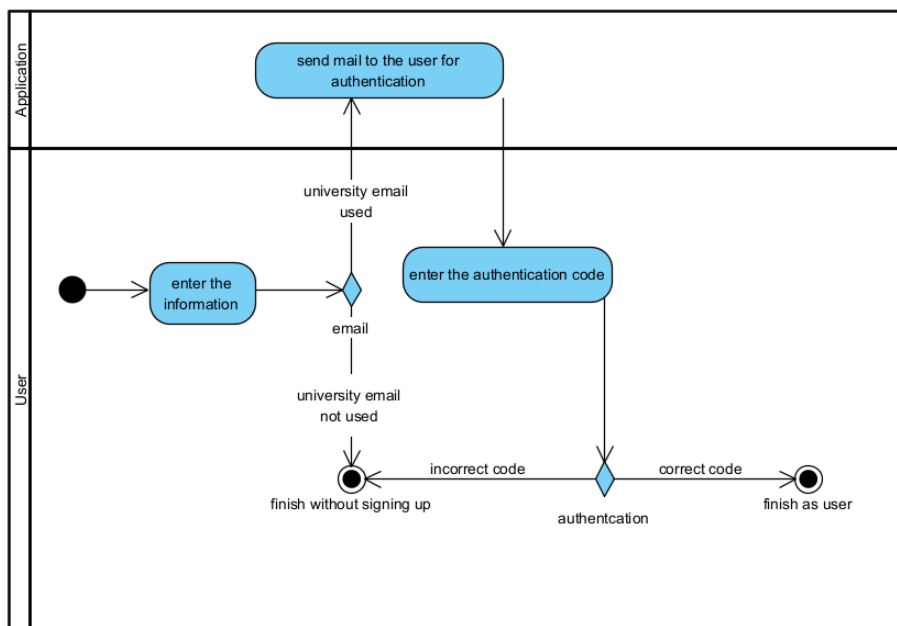 Application
send mail to the user for
authentication
User
university email
used
enter the
information
email
enter the authentication code
university email
not used
incorrect code
correct code
finish without signing up
authentcation
finish as user